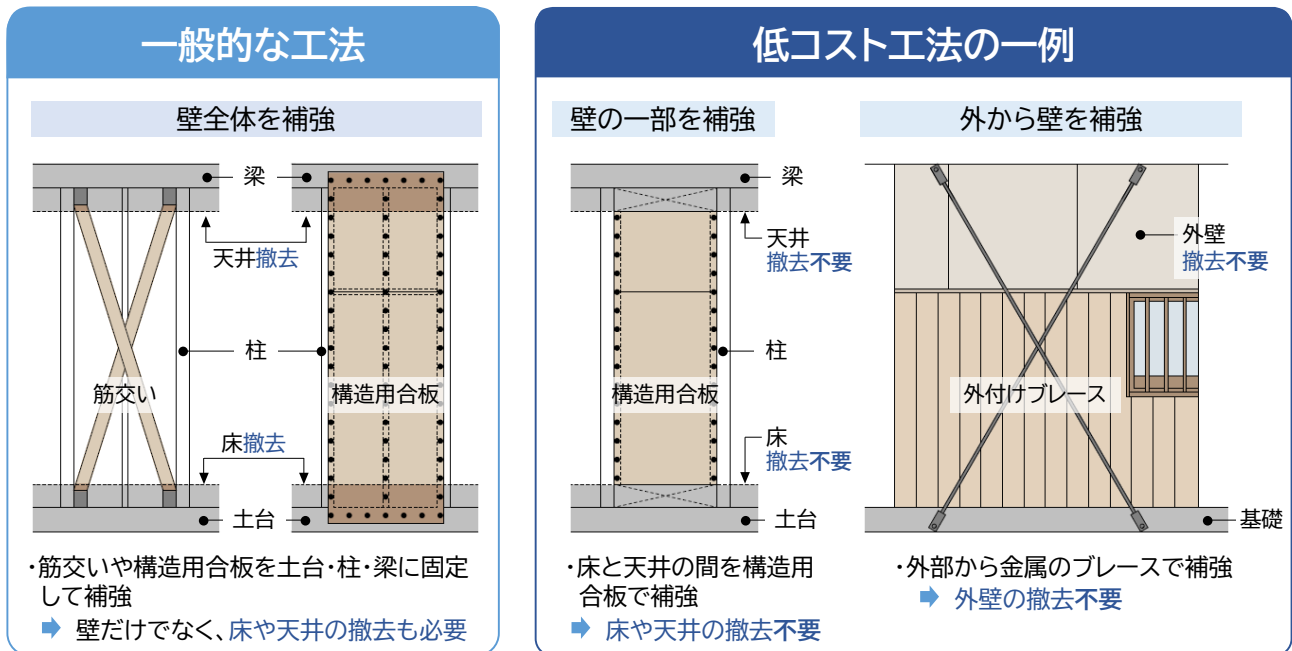 一般的な工法
壁全体を補強
梁
天井撤去
柱
筋交い
構造用合板
床撤去
土台
・筋交いや構造用合板を土台・柱・梁に固定
して補強
➡ 壁だけでなく、床や天井の撤去も必要
低コスト工法の一例
壁の一部を補強
梁
天井
撤去不要
柱
構造用合板
床
撤去不要
土台
・床と天井の間を構造用
合板で補強
➡ 床や天井の撤去不要
外から壁を補強
外壁
撤去不要
外付けブレース
基礎
・外部から金属のブレースで補強
➡ 外壁の撤去不要